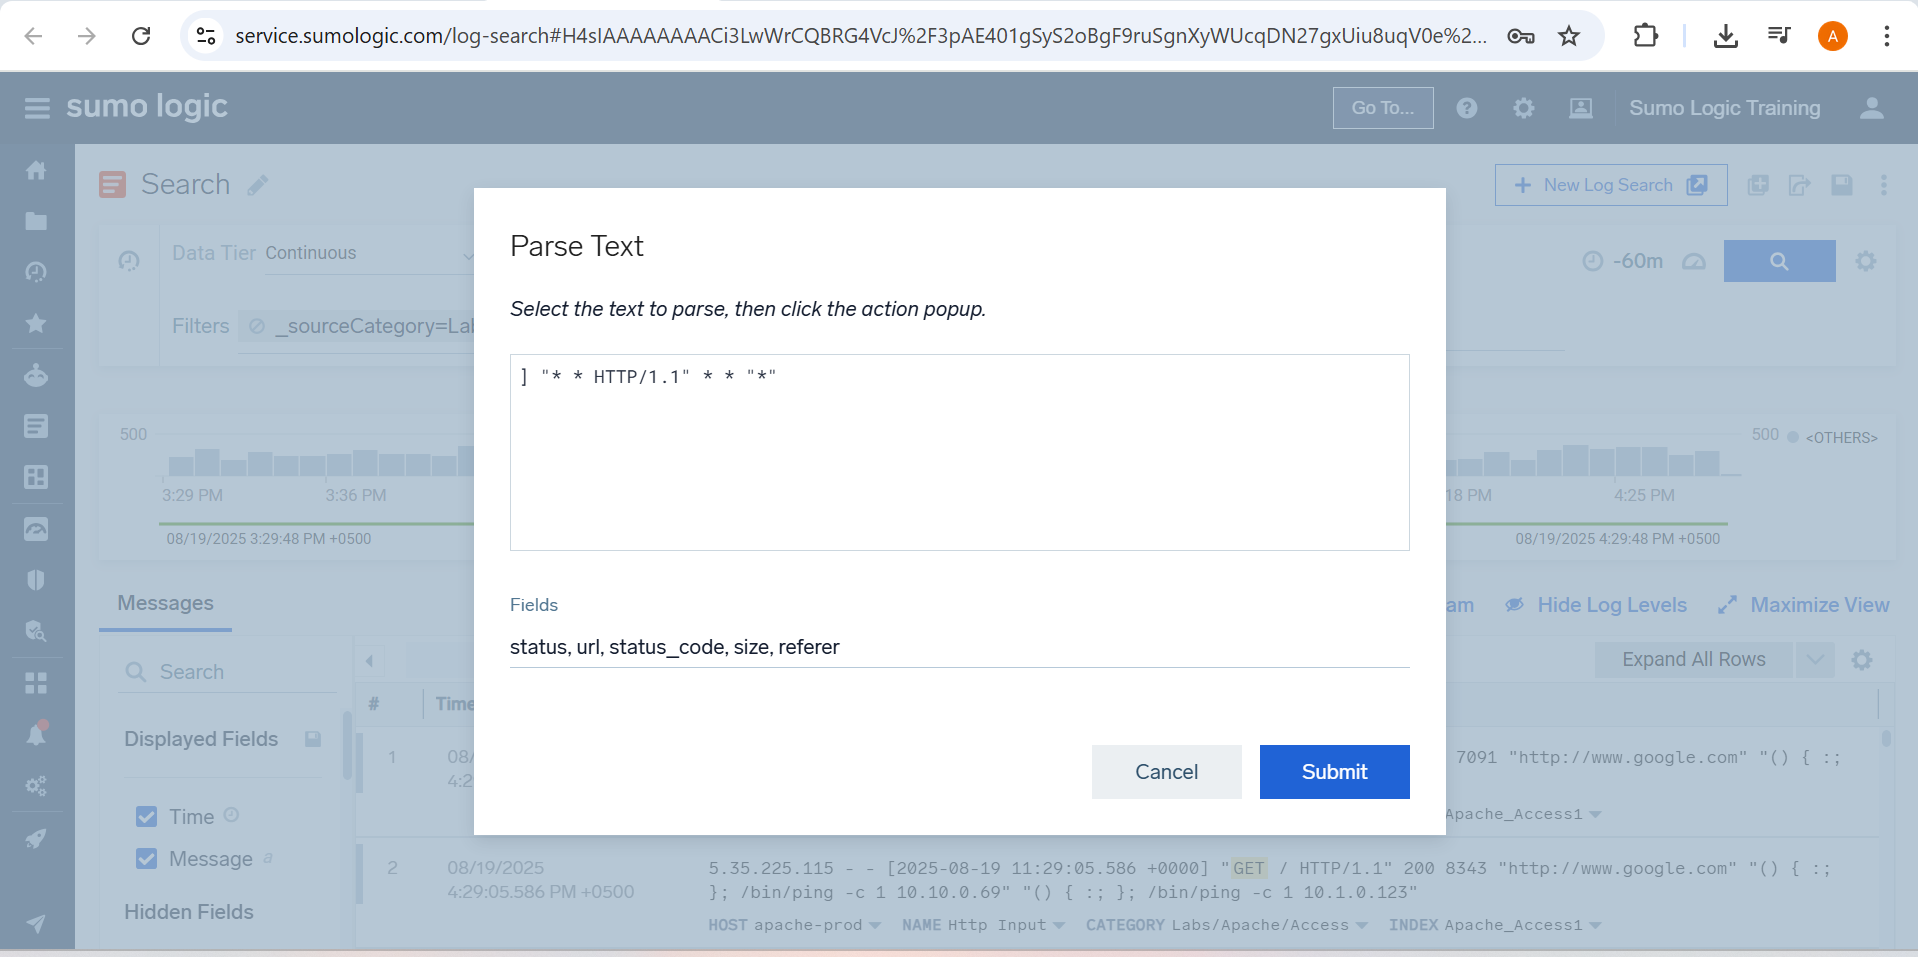 service.sumologic.com/log-search#H4sIAAAAAAAACi3LwWrCQBRG4VcJ%2F3pAE401gSyS2oBgF9ruSgnXyWUcqDN27gxUiu8uqV0e%2...
A
sumo logic
Go To...
Sumo Logic Training
Search
New Log Search
Data Tier Continuous
-60m
Filters _sourceCategory=Lal
Parse Text
Select the text to parse, then click the action popup.
] "* * HTTP/1.1" * * "*"
500
500 <OTHERS>
3:29 PM 3:36 PM
18 PM 4:25 PM
08/19/2025 3:29:48 PM +0500
08/19/2025 4:29:48 PM +0500
Fields
status, url, status_code, size, referer
Cancel
Submit
Messages
am Hide Log Levels Maximize View
Search
Expand All Rows
# Time
Displayed Fields
Time
Message a
Hidden Fields
1 08/
4:2
7091 "http://www.google.com" "() { :;
Apache_Access1
2 08/19/2025
4:29:05.586 PM +0500
5.35.225.115 - - [2025-08-19 11:29:05.586 +0000] "GET / HTTP/1.1" 200 8343 "http://www.google.com" "() { :;
}; /bin/ping -c 1 10.10.0.69" "() { :; }; /bin/ping -c 1 10.1.0.123"
HOST apache-prod NAME Http Input CATEGORY Labs/Apache/Access INDEX Apache_Access1